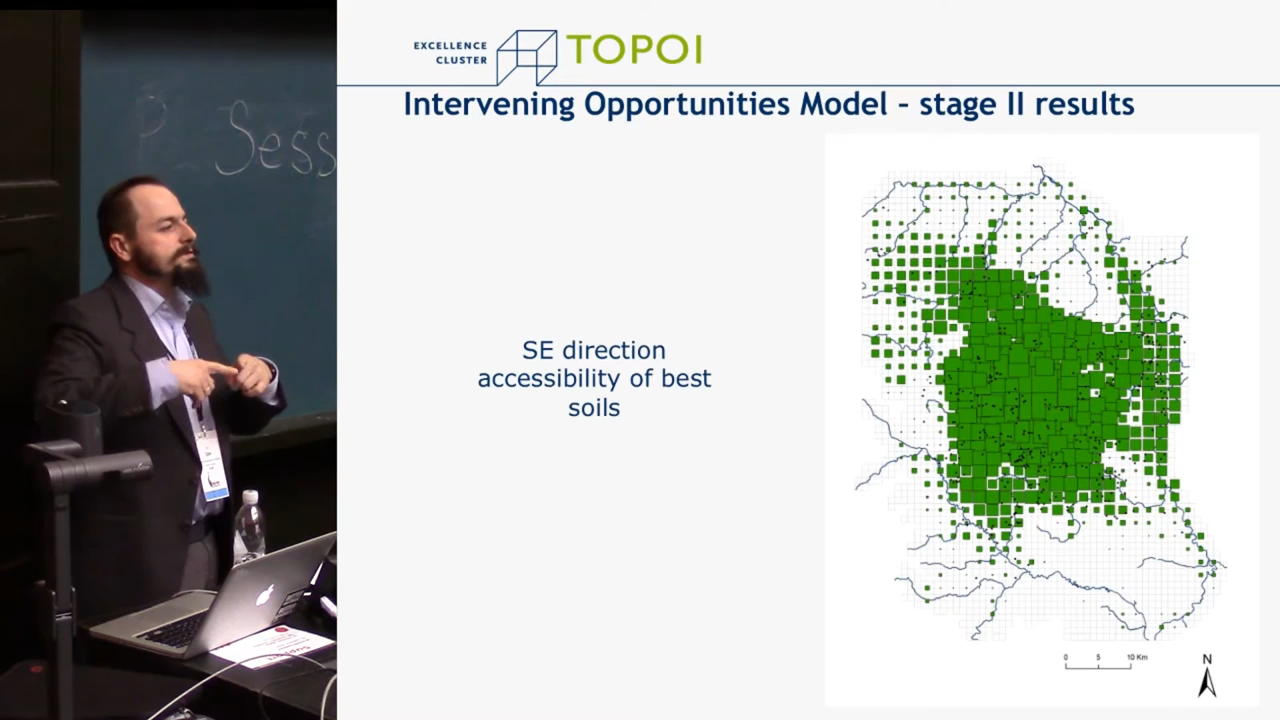 P Sess
EXCELLENCE
CLUSTER
TOPOI
Intervening Opportunities Model – stage II results
SE direction
accessibility of best
soils
0 5 10 Km
N
Support